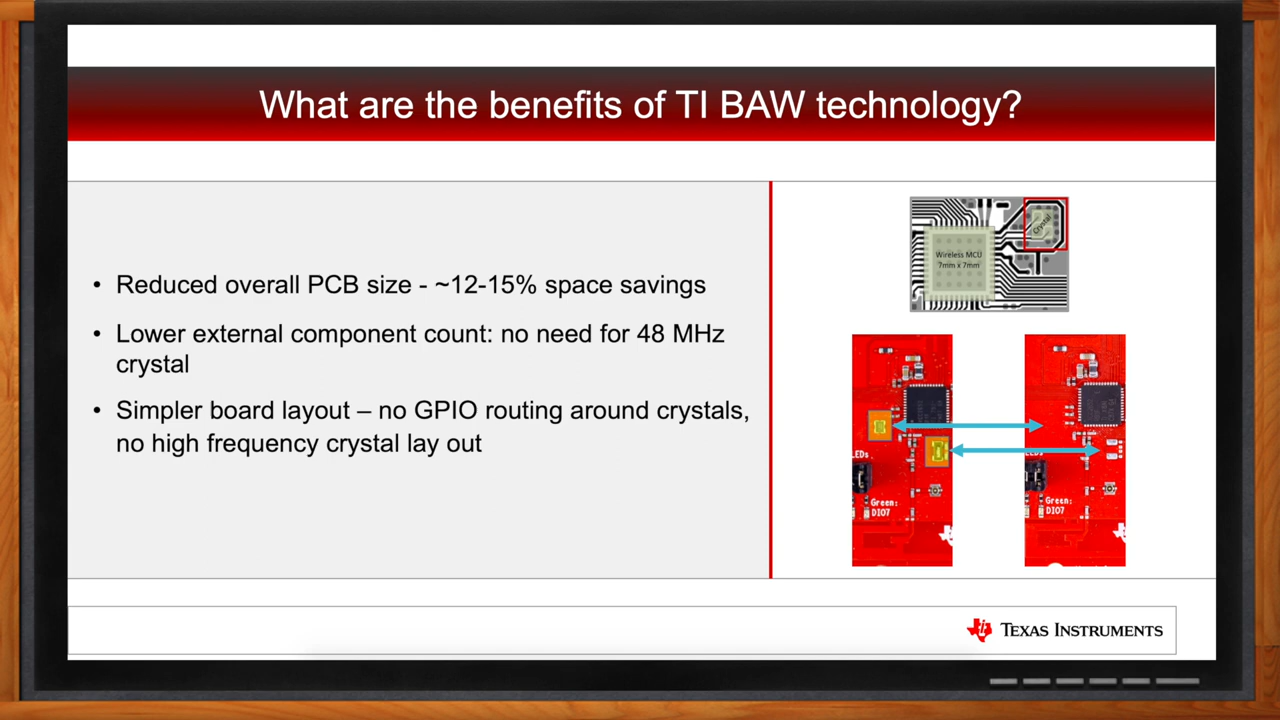 What are the benefits of TI BAW technology?
• Reduced overall PCB size - ~12-15% space savings
• Lower external component count: no need for 48 MHz
crystal
• Simpler board layout – no GPIO routing around crystals,
no high frequency crystal lay out
Crystal
Wireless MCU
7mm x 7mm
LEDs
Green:
DIO7
LEDs
Green:
DIO7
TEXAS INSTRUMENTS